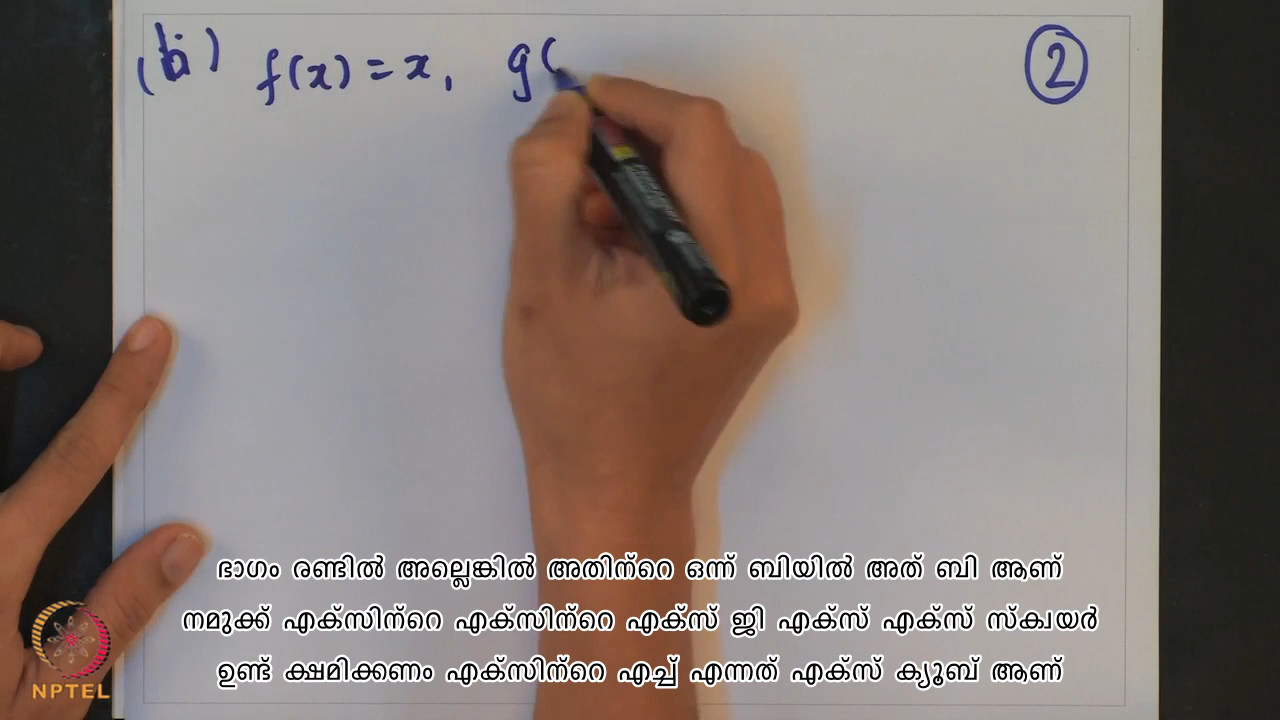 (b) f(x) = x, g(
2
ഭാഗം രണ്ടിൽ അല്ലെങ്കിൽ അതിന്റെ ഒന്ന് ബിയിൽ അത് ബി ആണ്
നമുക്ക് എക്സിന്റെ എക്സിന്റെ എക്സ് ജി എക്സ് എക്സ് സ്ക്വയർ
ഉണ്ട് ക്ഷമിക്കണം എക്സിന്റെ എച്ച് എന്നത് എക്സ് ക്യൂബ് ആണ്
NPTEL